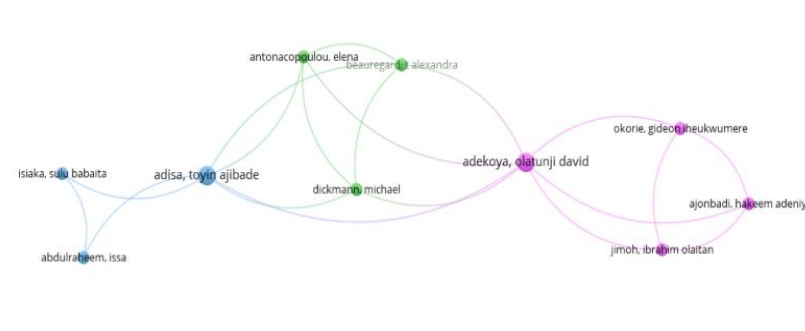 antonacopoulou, elena
beauregard, t alexandra
okorie, gideon iheukwumere
adekoya, olatunji david
isiaka, sulu babaita
adisa, toyin ajibade
dickmann, michael
ajonbadi, hakeem adeniy
jimoh, ibrahim olaitan
abdulraheem, issa